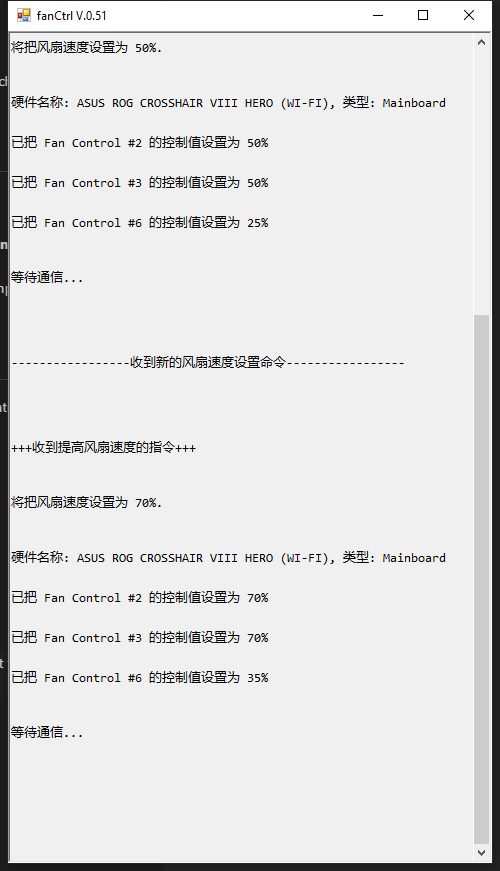 fanCtrl V.0.51
将把风扇速度设置为 50%.
硬件名称: ASUS ROG CROSSHAIR VIII HERO (WI-FI), 类型: Mainboard
已把 Fan Control #2 的控制值设置为 50%
已把 Fan Control #3 的控制值设置为 50%
已把 Fan Control #6 的控制值设置为 25%
等待通信...
-----------------收到新的风扇速度设置命令-----------------
+++收到提高风扇速度的指令+++
将把风扇速度设置为 70%.
硬件名称: ASUS ROG CROSSHAIR VIII HERO (WI-FI), 类型: Mainboard
已把 Fan Control #2 的控制值设置为 70%
已把 Fan Control #3 的控制值设置为 70%
已把 Fan Control #6 的控制值设置为 35%
等待通信...